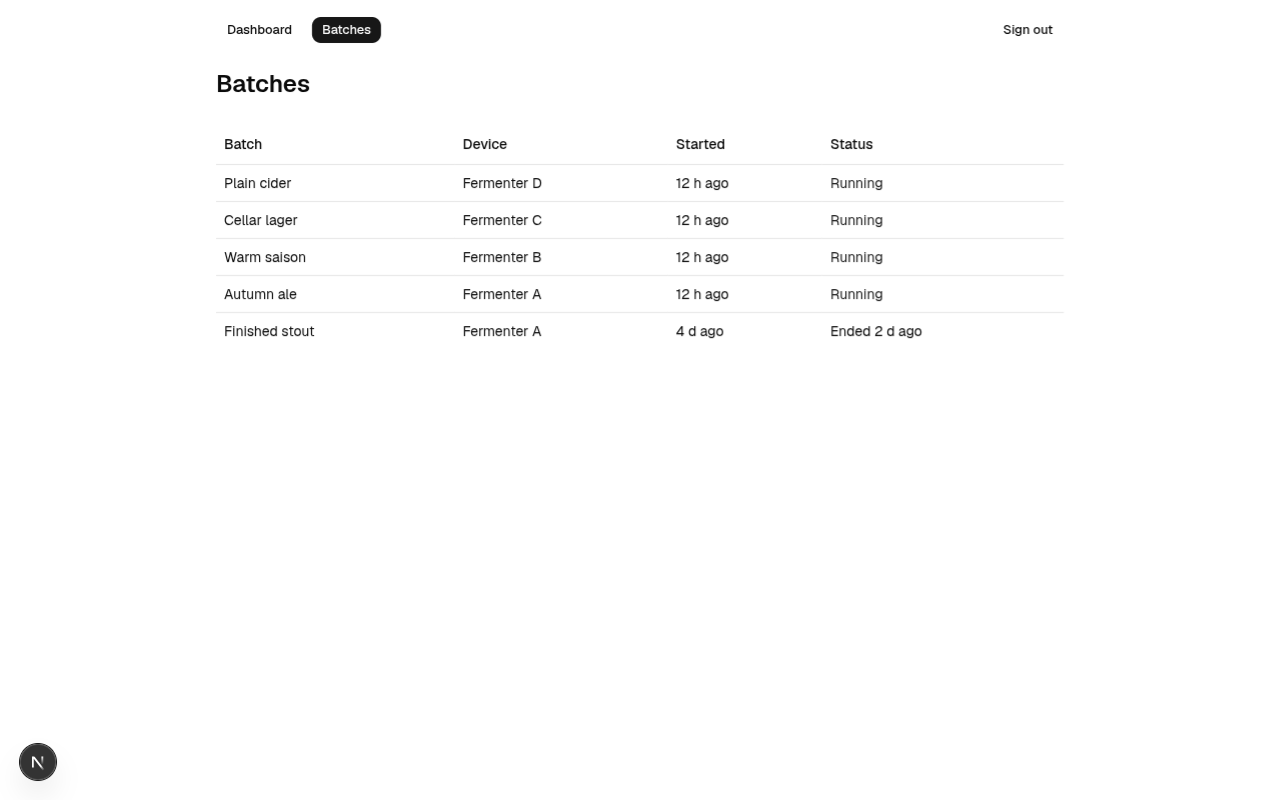 Dashboard Batches Sign out
Batches
Batch Device Started Status
Plain cider Fermenter D 12 h ago Running
Cellar lager Fermenter C 12 h ago Running
Warm saison Fermenter B 12 h ago Running
Autumn ale Fermenter A 12 h ago Running
Finished stout Fermenter A 4 d ago Ended 2 d ago
N